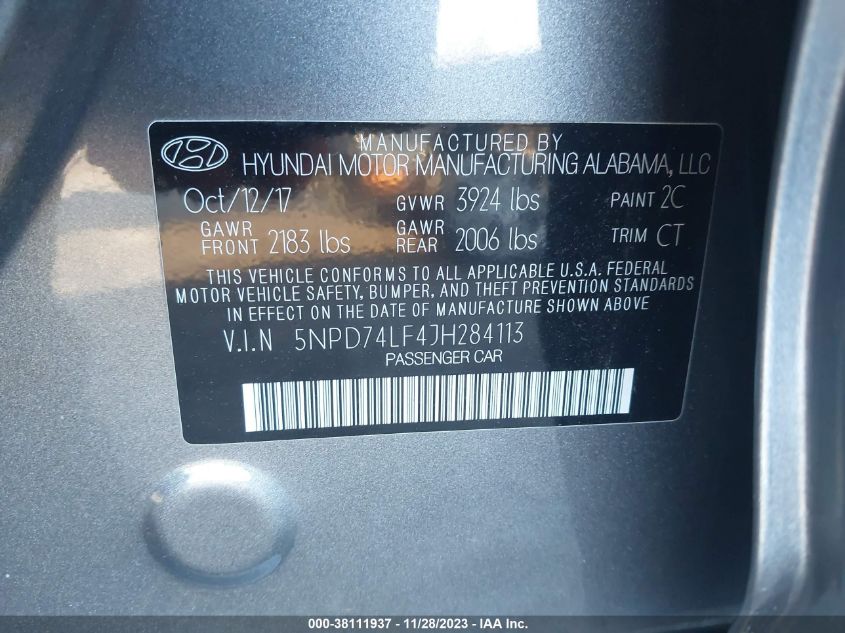 MANUFACTURED BY
HYUNDAI MOTOR MANUFACTURING ALABAMA, LLC
Oct/12/17 GVWR 3924 lbs PAINT 2C
GAWR FRONT 2183 lbs GAWR REAR 2006 lbs TRIM CT
THIS VEHICLE CONFORMS TO ALL APPLICABLE U.S.A. FEDERAL
MOTOR VEHICLE SAFETY, BUMPER, AND THEFT PREVENTION STANDARDS
IN EFFECT ON THE DATE OF MANUFACTURE SHOWN ABOVE.
V.I.N 5NPD74LF4JH284113
PASSENGER CAR
000-38111937 - 11/28/2023 - IAA Inc.